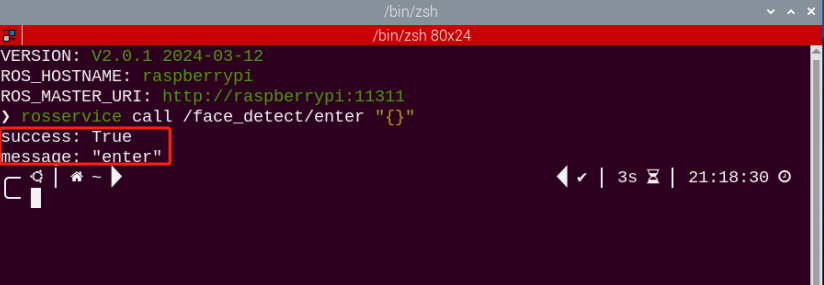 /bin/zsh
/bin/zsh 80x24
VERSION: V2.0.1 2024-03-12
ROS_HOSTNAME: raspberrypi
ROS_MASTER_URI: http://raspberrypi:11311
❯ rosservice call /face_detect/enter "{}"
success: True
message: "enter"
~ ✔ | 3s | 21:18:30